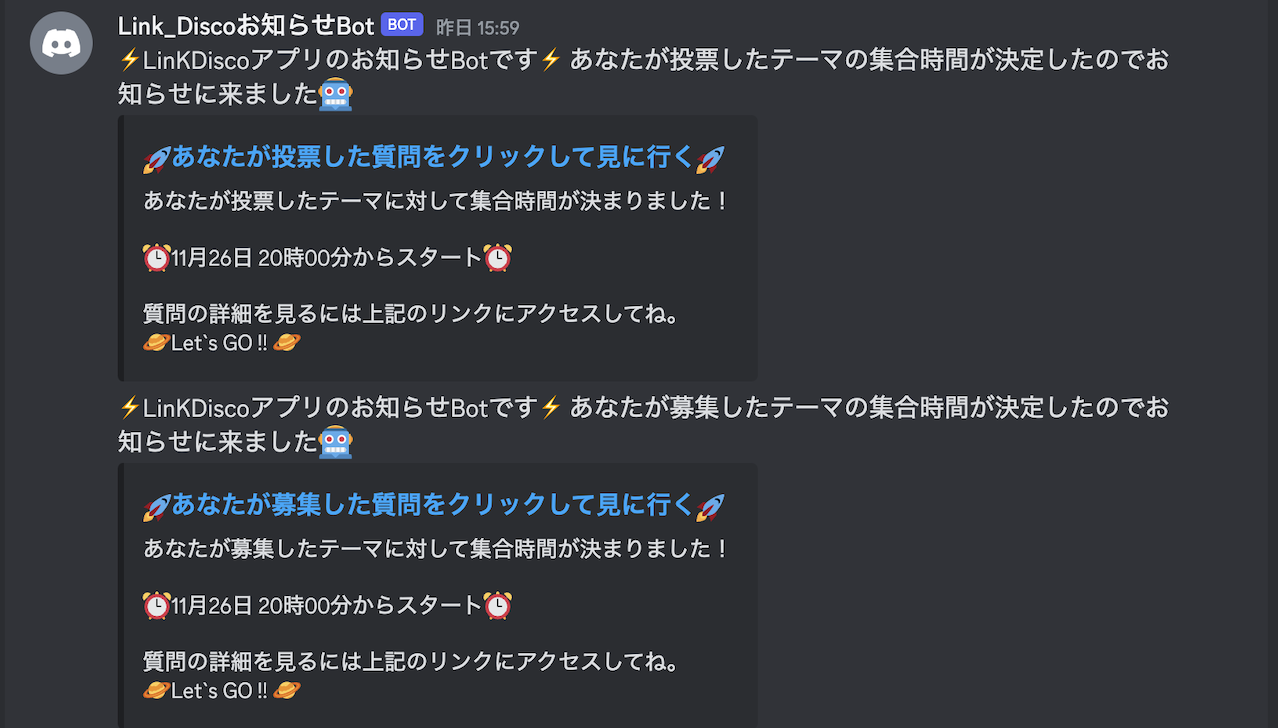 Link_Discoお知らせBot BOT 昨日 15:59
⚡LinKDiscoアプリのお知らせBotです⚡ あなたが投票したテーマの集合時間が決定したのでお
知らせに来ました🤖
🚀あなたが投票した質問をクリックして見に行く🚀
あなたが投票したテーマに対して集合時間が決まりました！
⏰11月26日 20時00分からスタート⏰
質問の詳細を見るには上記のリンクにアクセスしてね。
🪐Let`s GO !! 🪐
⚡LinKDiscoアプリのお知らせBotです⚡ あなたが募集したテーマの集合時間が決定したのでお
知らせに来ました🤖
🚀あなたが募集した質問をクリックして見に行く🚀
あなたが募集したテーマに対して集合時間が決まりました！
⏰11月26日 20時00分からスタート⏰
質問の詳細を見るには上記のリンクにアクセスしてね。
🪐Let`s GO !! 🪐